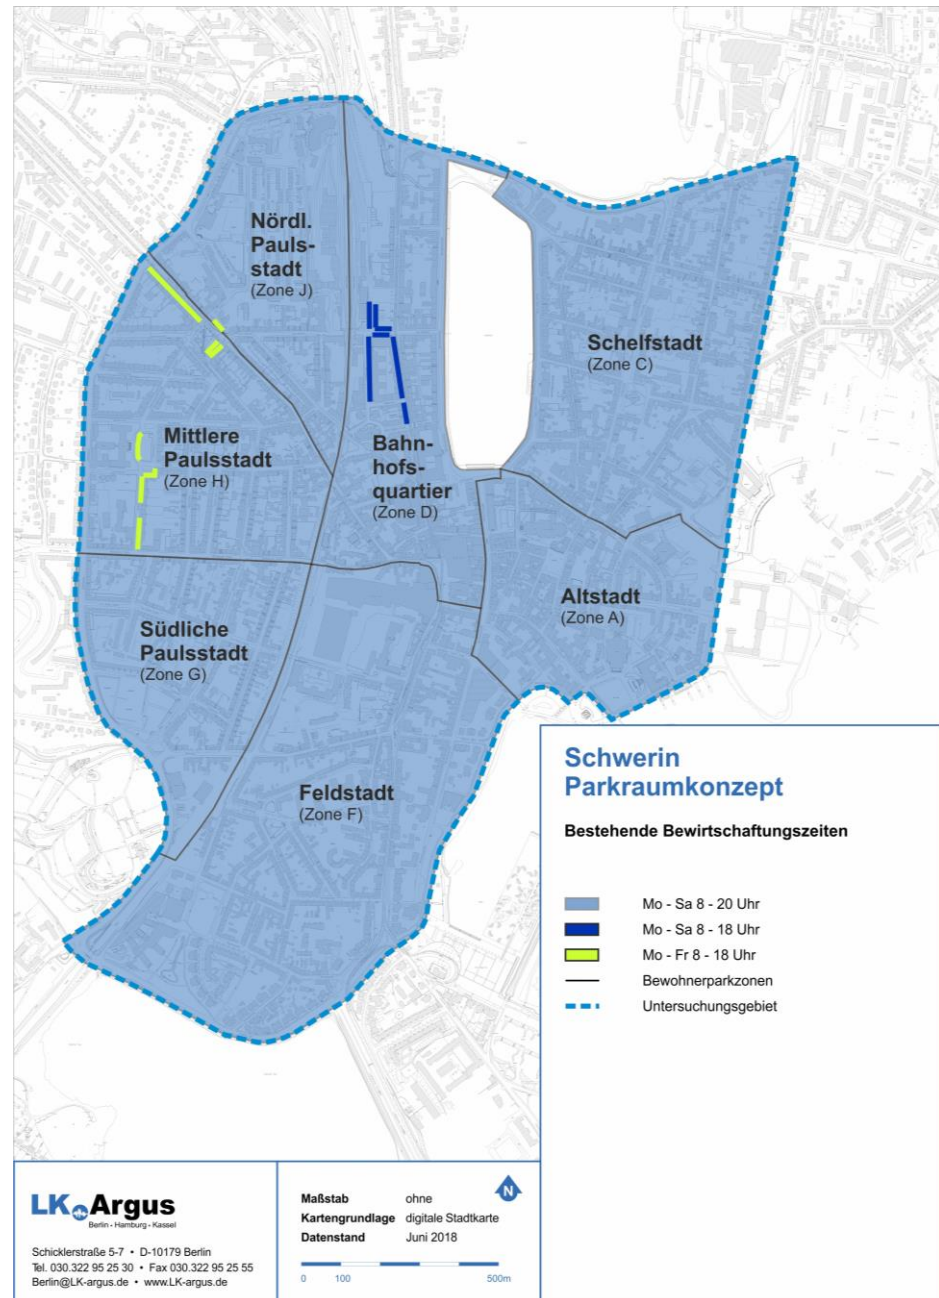 Nördl.
Pauls-
stadt
(Zone J)
Schelfstadt
(Zone C)
Mittlere
Paulsstadt
(Zone H)
Bahn-
hofs-
quartier
(Zone D)
Altstadt
(Zone A)
Südliche
Paulsstadt
(Zone G)
Feldstadt
(Zone F)
Schwerin
Parkraumkonzept
Bestehende Bewirtschaftungszeiten
Mo - Sa 8 - 20 Uhr
Mo - Sa 8 - 18 Uhr
Mo - Fr 8 - 18 Uhr
Bewohnerparkzonen
Untersuchungsgebiet
LK Argus
Berlin - Hamburg - Kassel
Schicklerstraße 5-7 • D-10179 Berlin
Tel. 030.322 95 25 30 • Fax 030.322 95 25 55
Berlin@LK-argus.de • www.LK-argus.de
N
Maßstab ohne
Kartengrundlage digitale Stadtkarte
Datenstand Juni 2018
0 100 500m